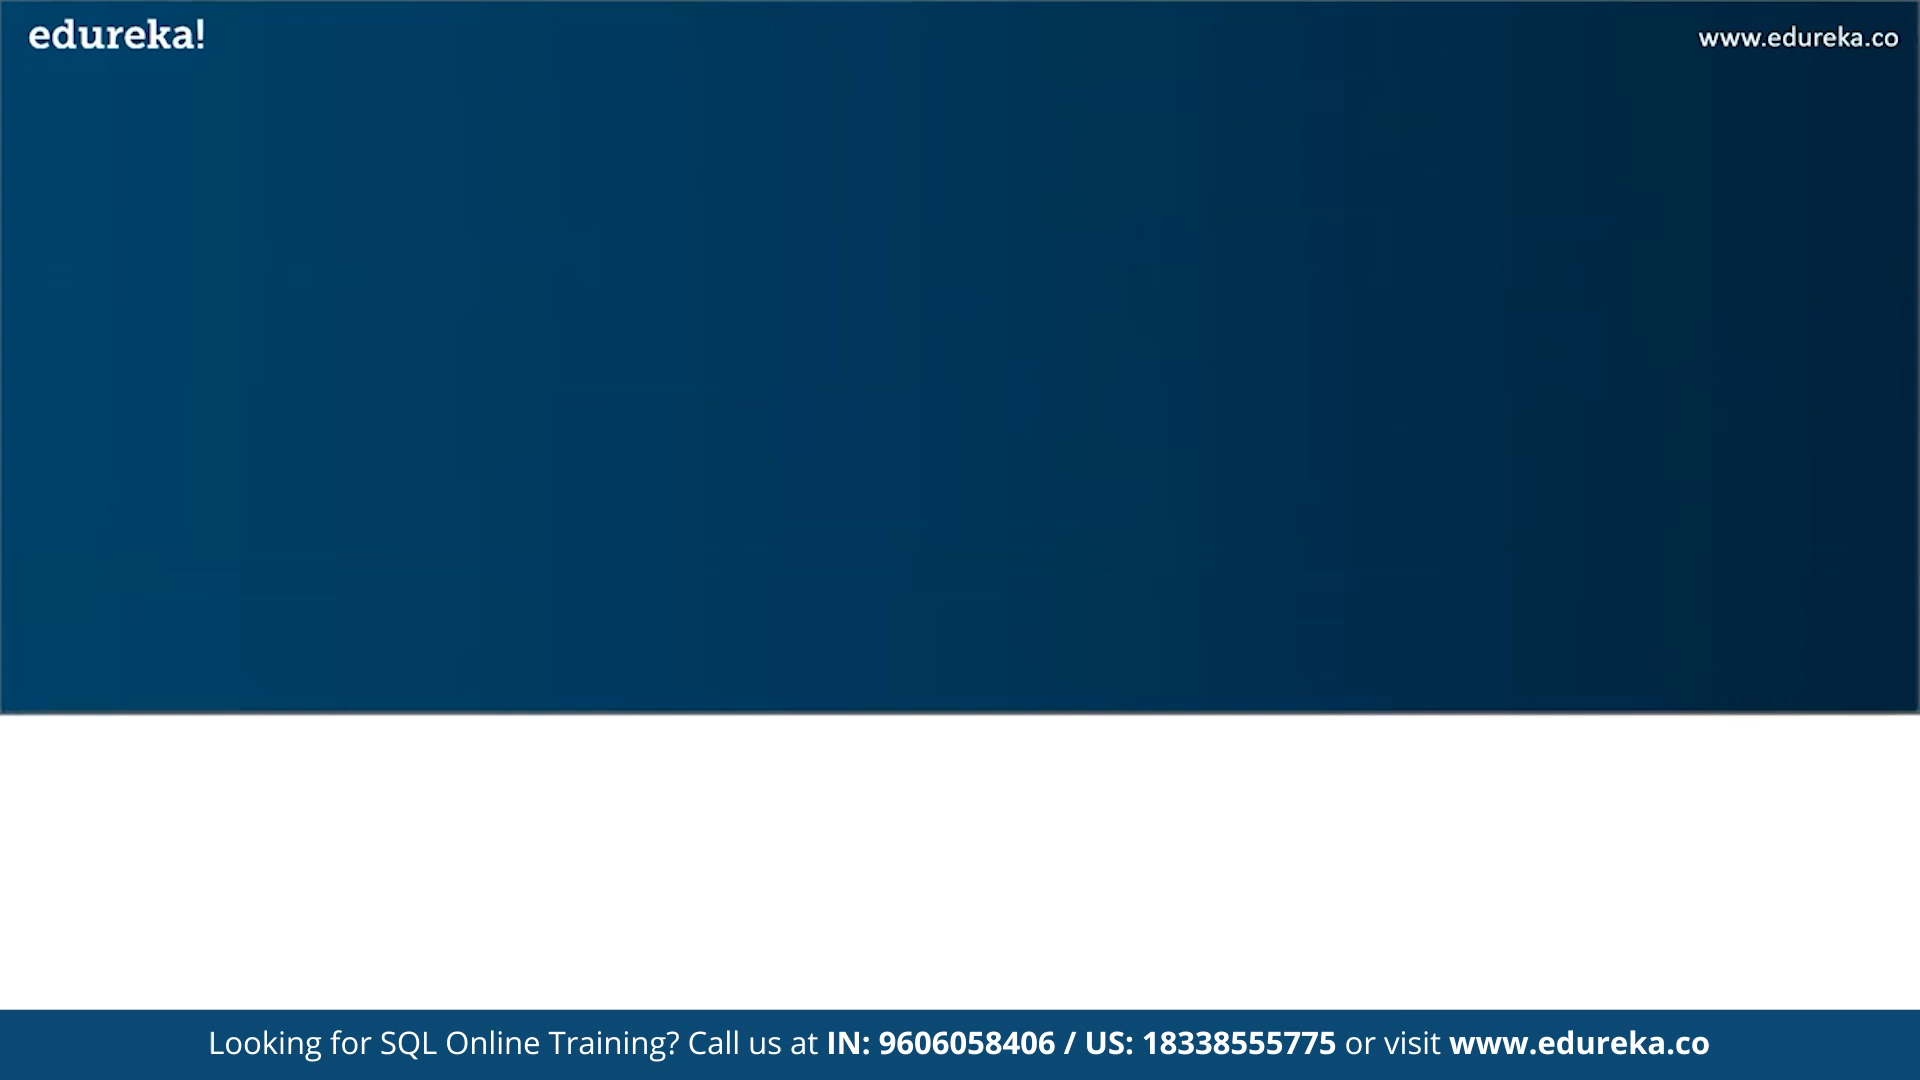 edureka!
www.edureka.co
Looking for SQL Online Training? Call us at IN: 9606058406 / US: 18338555775 or visit www.edureka.co